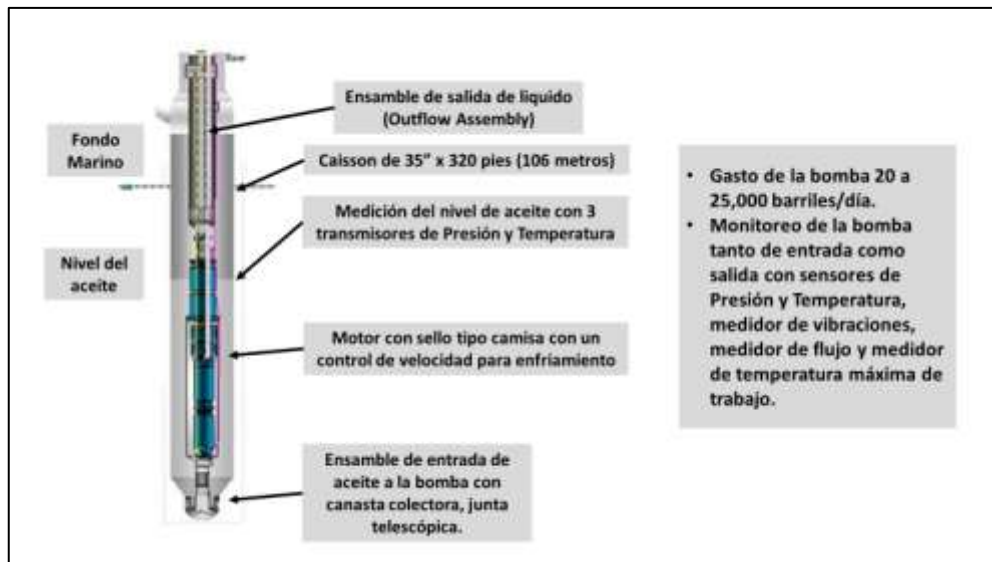 Ensamble de salida de liquido
(Outflow Assembly)
Fondo
Marino
Caisson de 35” x 320 pies (106 metros)
Medición del nivel de aceite con 3
transmisores de Presión y Temperatura
Nivel del
aceite
Motor con sello tipo camisa con un
control de velocidad para enfriamiento
Ensamble de entrada de
aceite a la bomba con
canasta colectora, junta
telescópica.
• Gasto de la bomba 20 a
25,000 barriles/día.
• Monitoreo de la bomba
tanto de entrada como
salida con sensores de
Presión y Temperatura,
medidor de vibraciones,
medidor de flujo y medidor
de temperatura máxima de
trabajo.